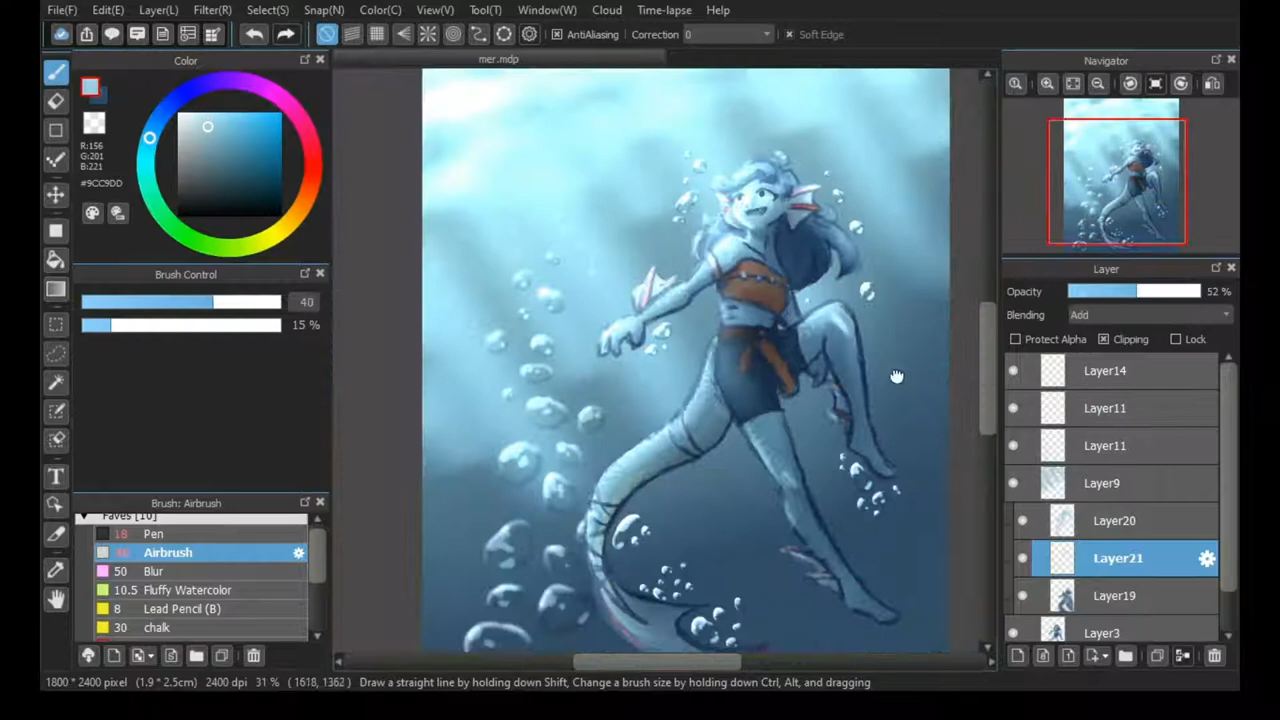 File(F) Edit(E) Layer(L) Filter(R) Select(S) Snap(N) Color(C) View(V) Tool(T) Window(W) Cloud Time-lapse Help
AntiAliasing Correction 0 Soft Edge
Color
mer.mdp
Navigator
R:156
G:201
B:221
#9CC9DD
Brush Control
40
15 %
Layer
Opacity 52 %
Blending Add
Protect Alpha Clipping Lock
Layer14
Layer11
Layer11
Layer9
Layer20
Layer21
Layer19
Layer3
Brush: Airbrush
Faves [10]
18 Pen
40 Airbrush
50 Blur
10.5 Fluffy Watercolor
8 Lead Pencil (B)
30 chalk
1800 * 2400 pixel (1.9 * 2.5cm) 2400 dpi 31 % ( 1618, 1362 ) Draw a straight line by holding down Shift, Change a brush size by holding down Ctrl, Alt, and dragging